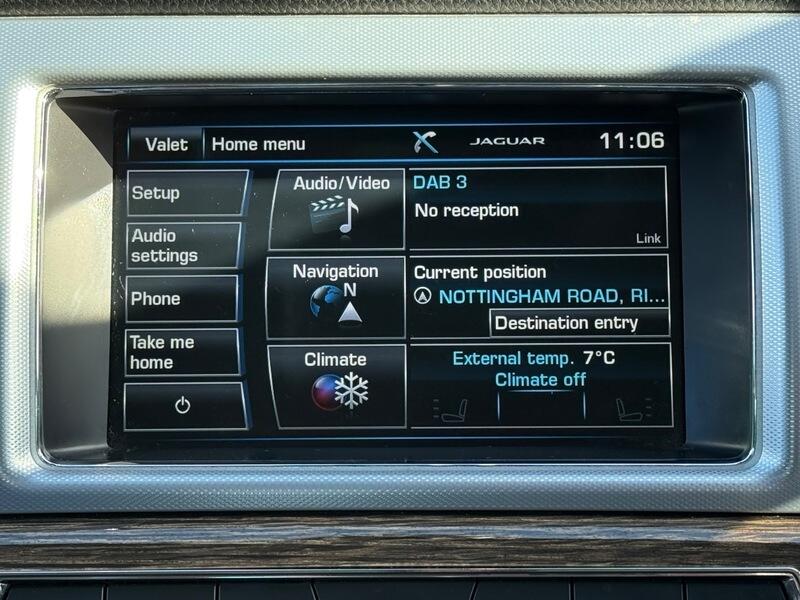 Valet Home menu JAGUAR 11:06
Setup
Audio
settings
Phone
Take me
home
Audio/Video
DAB 3
No reception
Link
Navigation
N
Current position
NOTTINGHAM ROAD, RI...
Destination entry
Climate
External temp. 7°C
Climate off